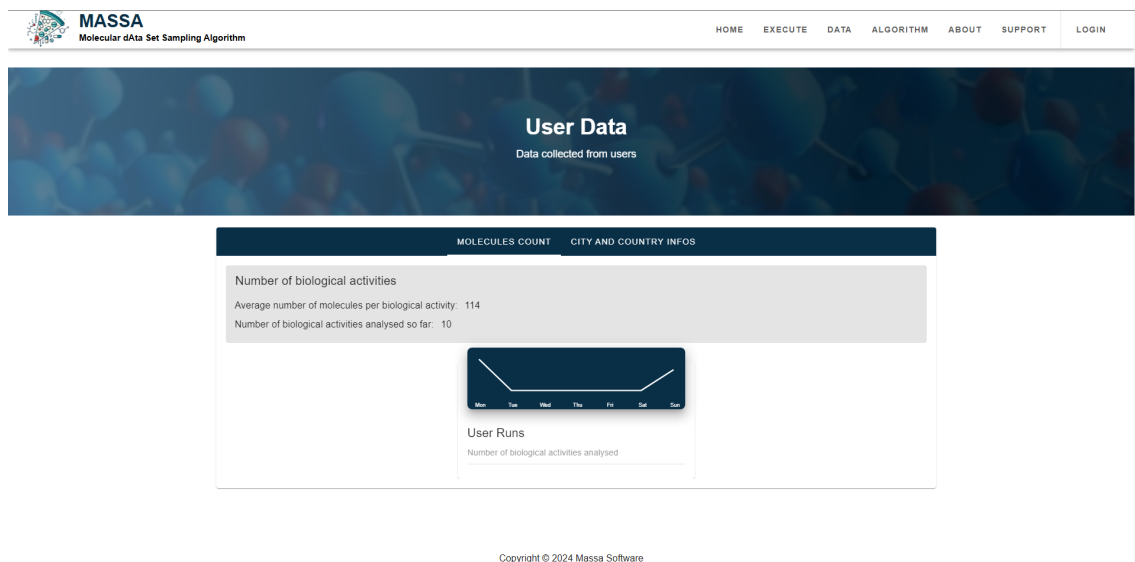 MASSA
Molecular dAta Set Sampling Algorithm
HOME EXECUTE DATA ALGORITHM ABOUT SUPPORT LOGIN
User Data
Data collected from users
MOLECULES COUNT CITY AND COUNTRY INFOS
Number of biological activities
Average number of molecules per biological activity: 114
Number of biological activities analysed so far: 10
Mon Tue Wed Thu Fri Sat Sun
User Runs
Number of biological activities analysed
Copyright © 2024 Massa Software